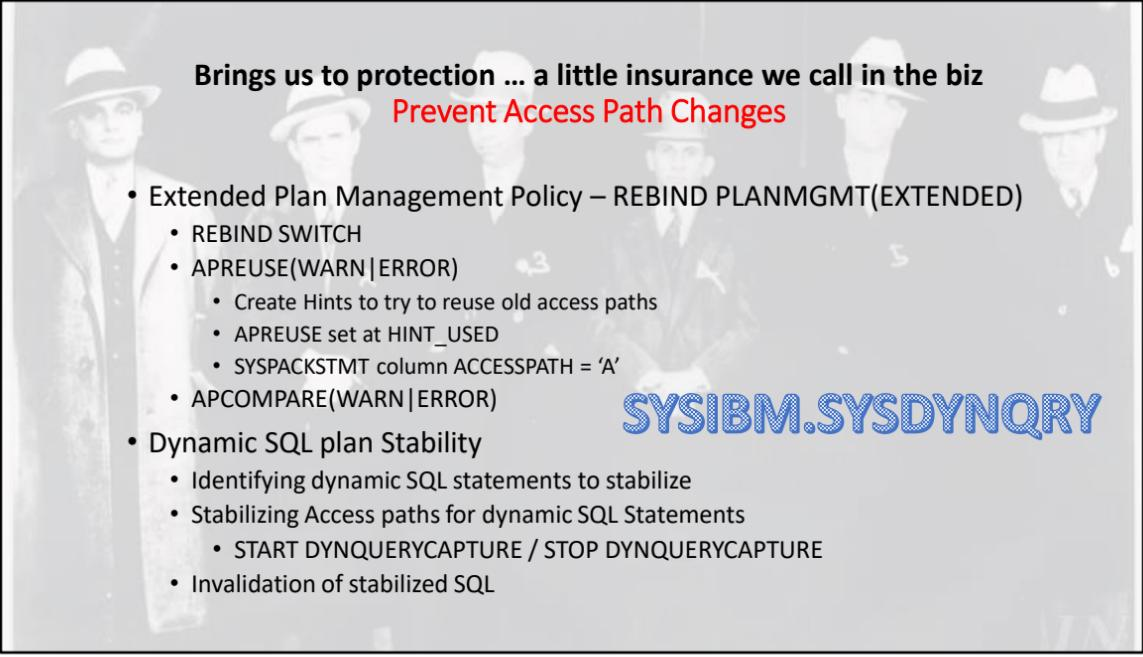 Brings us to protection … a little insurance we call in the biz
Prevent Access Path Changes
• Extended Plan Management Policy – REBIND PLANMGMT(EXTENDED)
• REBIND SWITCH
• APREUSE(WARN|ERROR)
• Create Hints to try to reuse old access paths
• APREUSE set at HINT_USED
• SYSPACKSTMT column ACCESSPATH = ‘A’
• APCOMPARE(WARN|ERROR)
SYSIBM.SYSDYNQRY
• Dynamic SQL plan Stability
• Identifying dynamic SQL statements to stabilize
• Stabilizing Access paths for dynamic SQL Statements
• START DYNQUERYCAPTURE / STOP DYNQUERYCAPTURE
• Invalidation of stabilized SQL
3
5
6